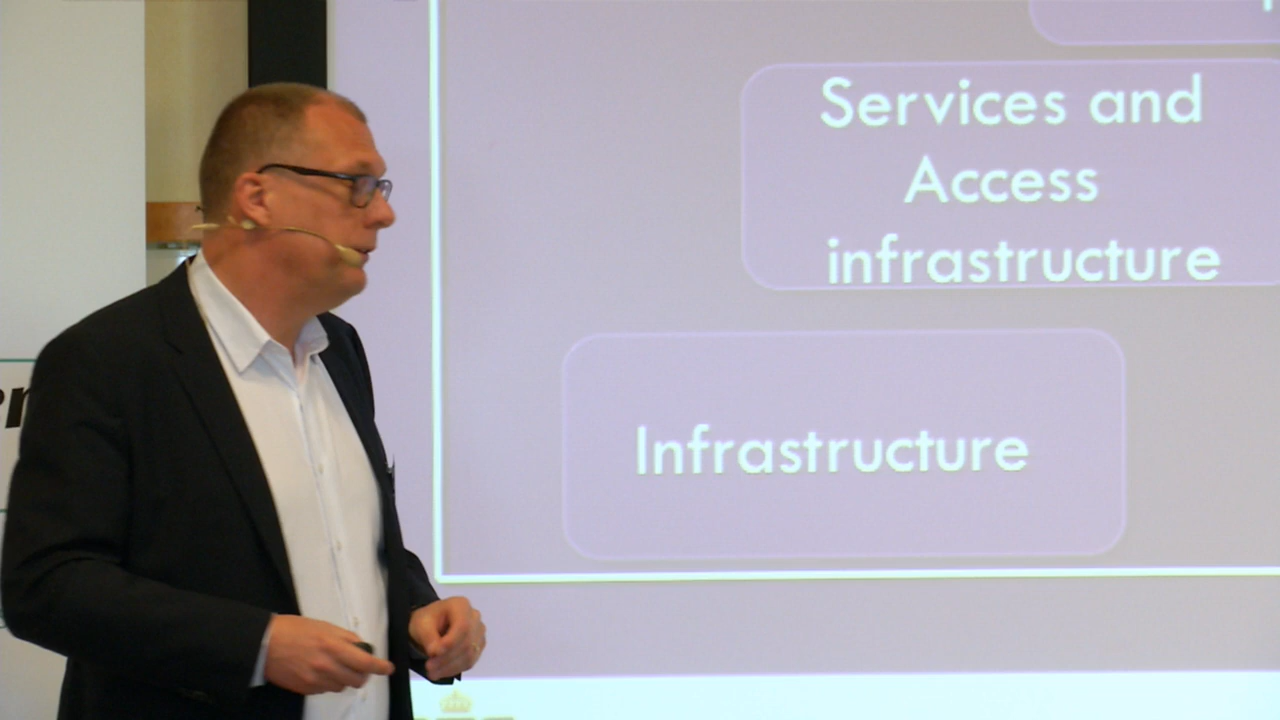 Services and
Access
infrastructure
Infrastructure